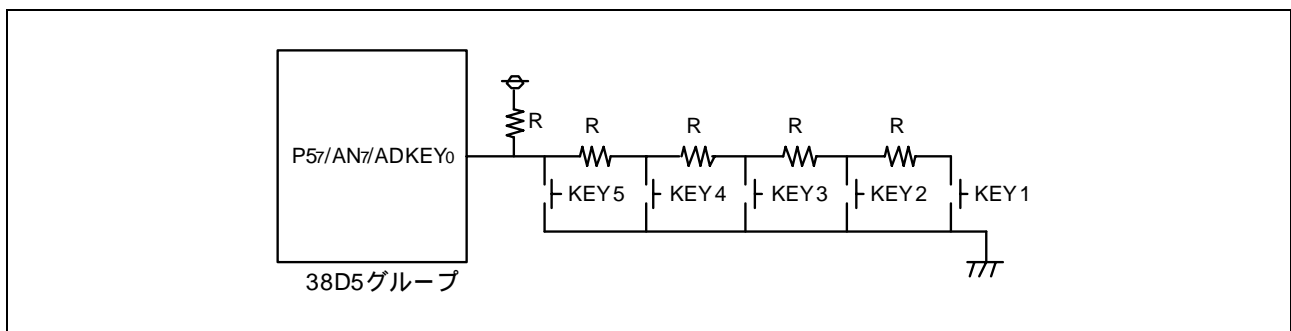 R
R
R
R
R
P57/AN7/ADKEY0
KEY5
KEY4
KEY3
KEY2
KEY1
38D5グループ